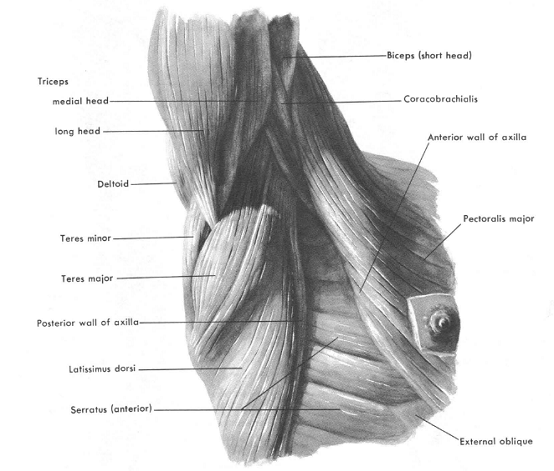 Triceps
medial head
long head
Deltoid
Teres minor
Teres major
Posterior wall of axilla
Latissimus dorsi
Serratus (anterior)
Biceps (short head)
Coracobrachialis
Anterior wall of axilla
Pectoralis major
External oblique